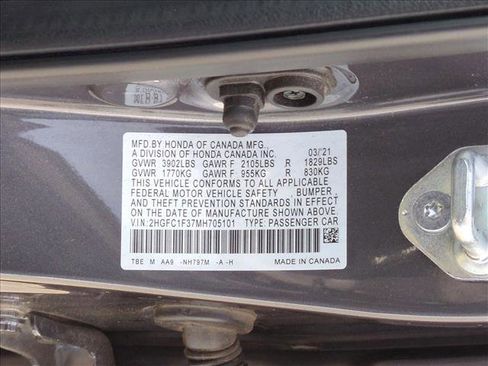 MFD.BY HONDA OF CANADA MFG.,
A DIVISION OF HONDA CANADA INC. 03/'21
GVWR 3902LBS GAWR F 2105LBS R 1829LBS
GVWR 1770KG GAWR F 955KG R 830KG
THIS VEHICLE CONFORMS TO ALL APPLICABLE
FEDERAL MOTOR VEHICLE SAFETY BUMPER,
THEFT PREVENTION STANDARDS IN EFFECT
ON THE DATE OF MANUFACTURE SHOWN ABOVE.
V.I.N: 2HGFC1F37MH705101 TYPE: PASSENGER CAR
TBE M AA9 -NH797M -A -H MADE IN CANADA